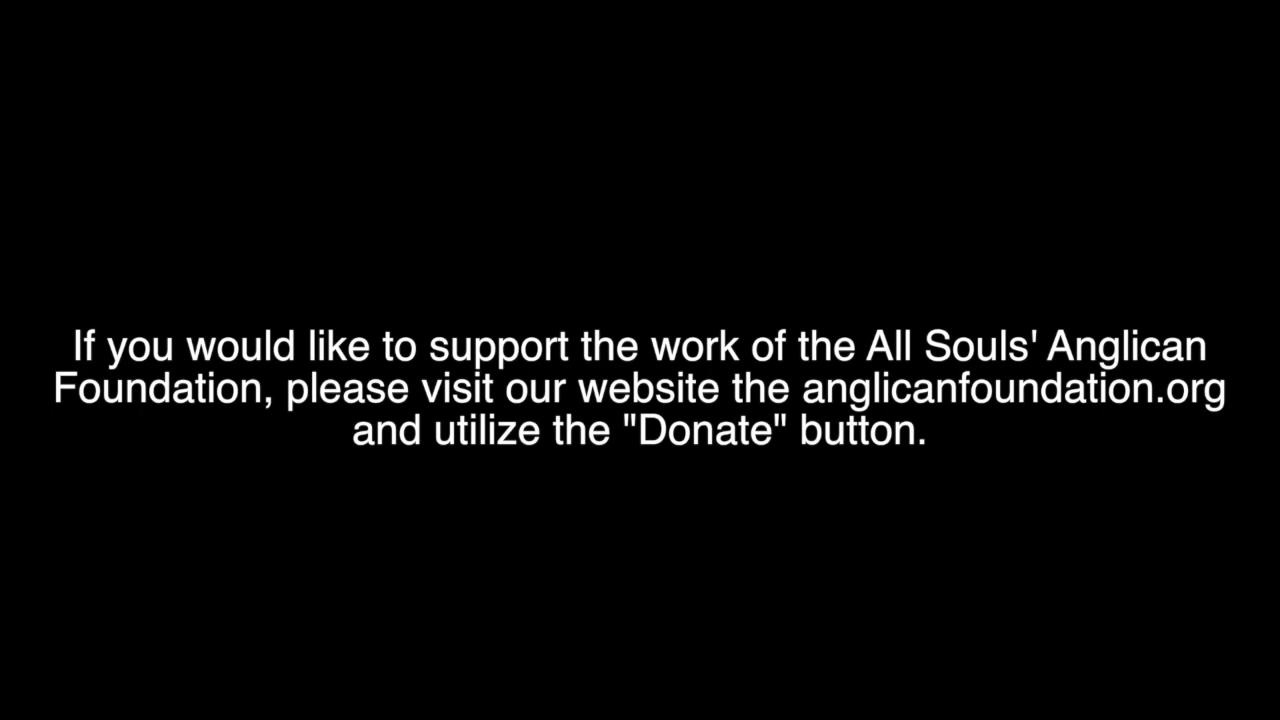 If you would like to support the work of the All Souls' Anglican
Foundation, please visit our website the anglicanfoundation.org
and utilize the "Donate" button.